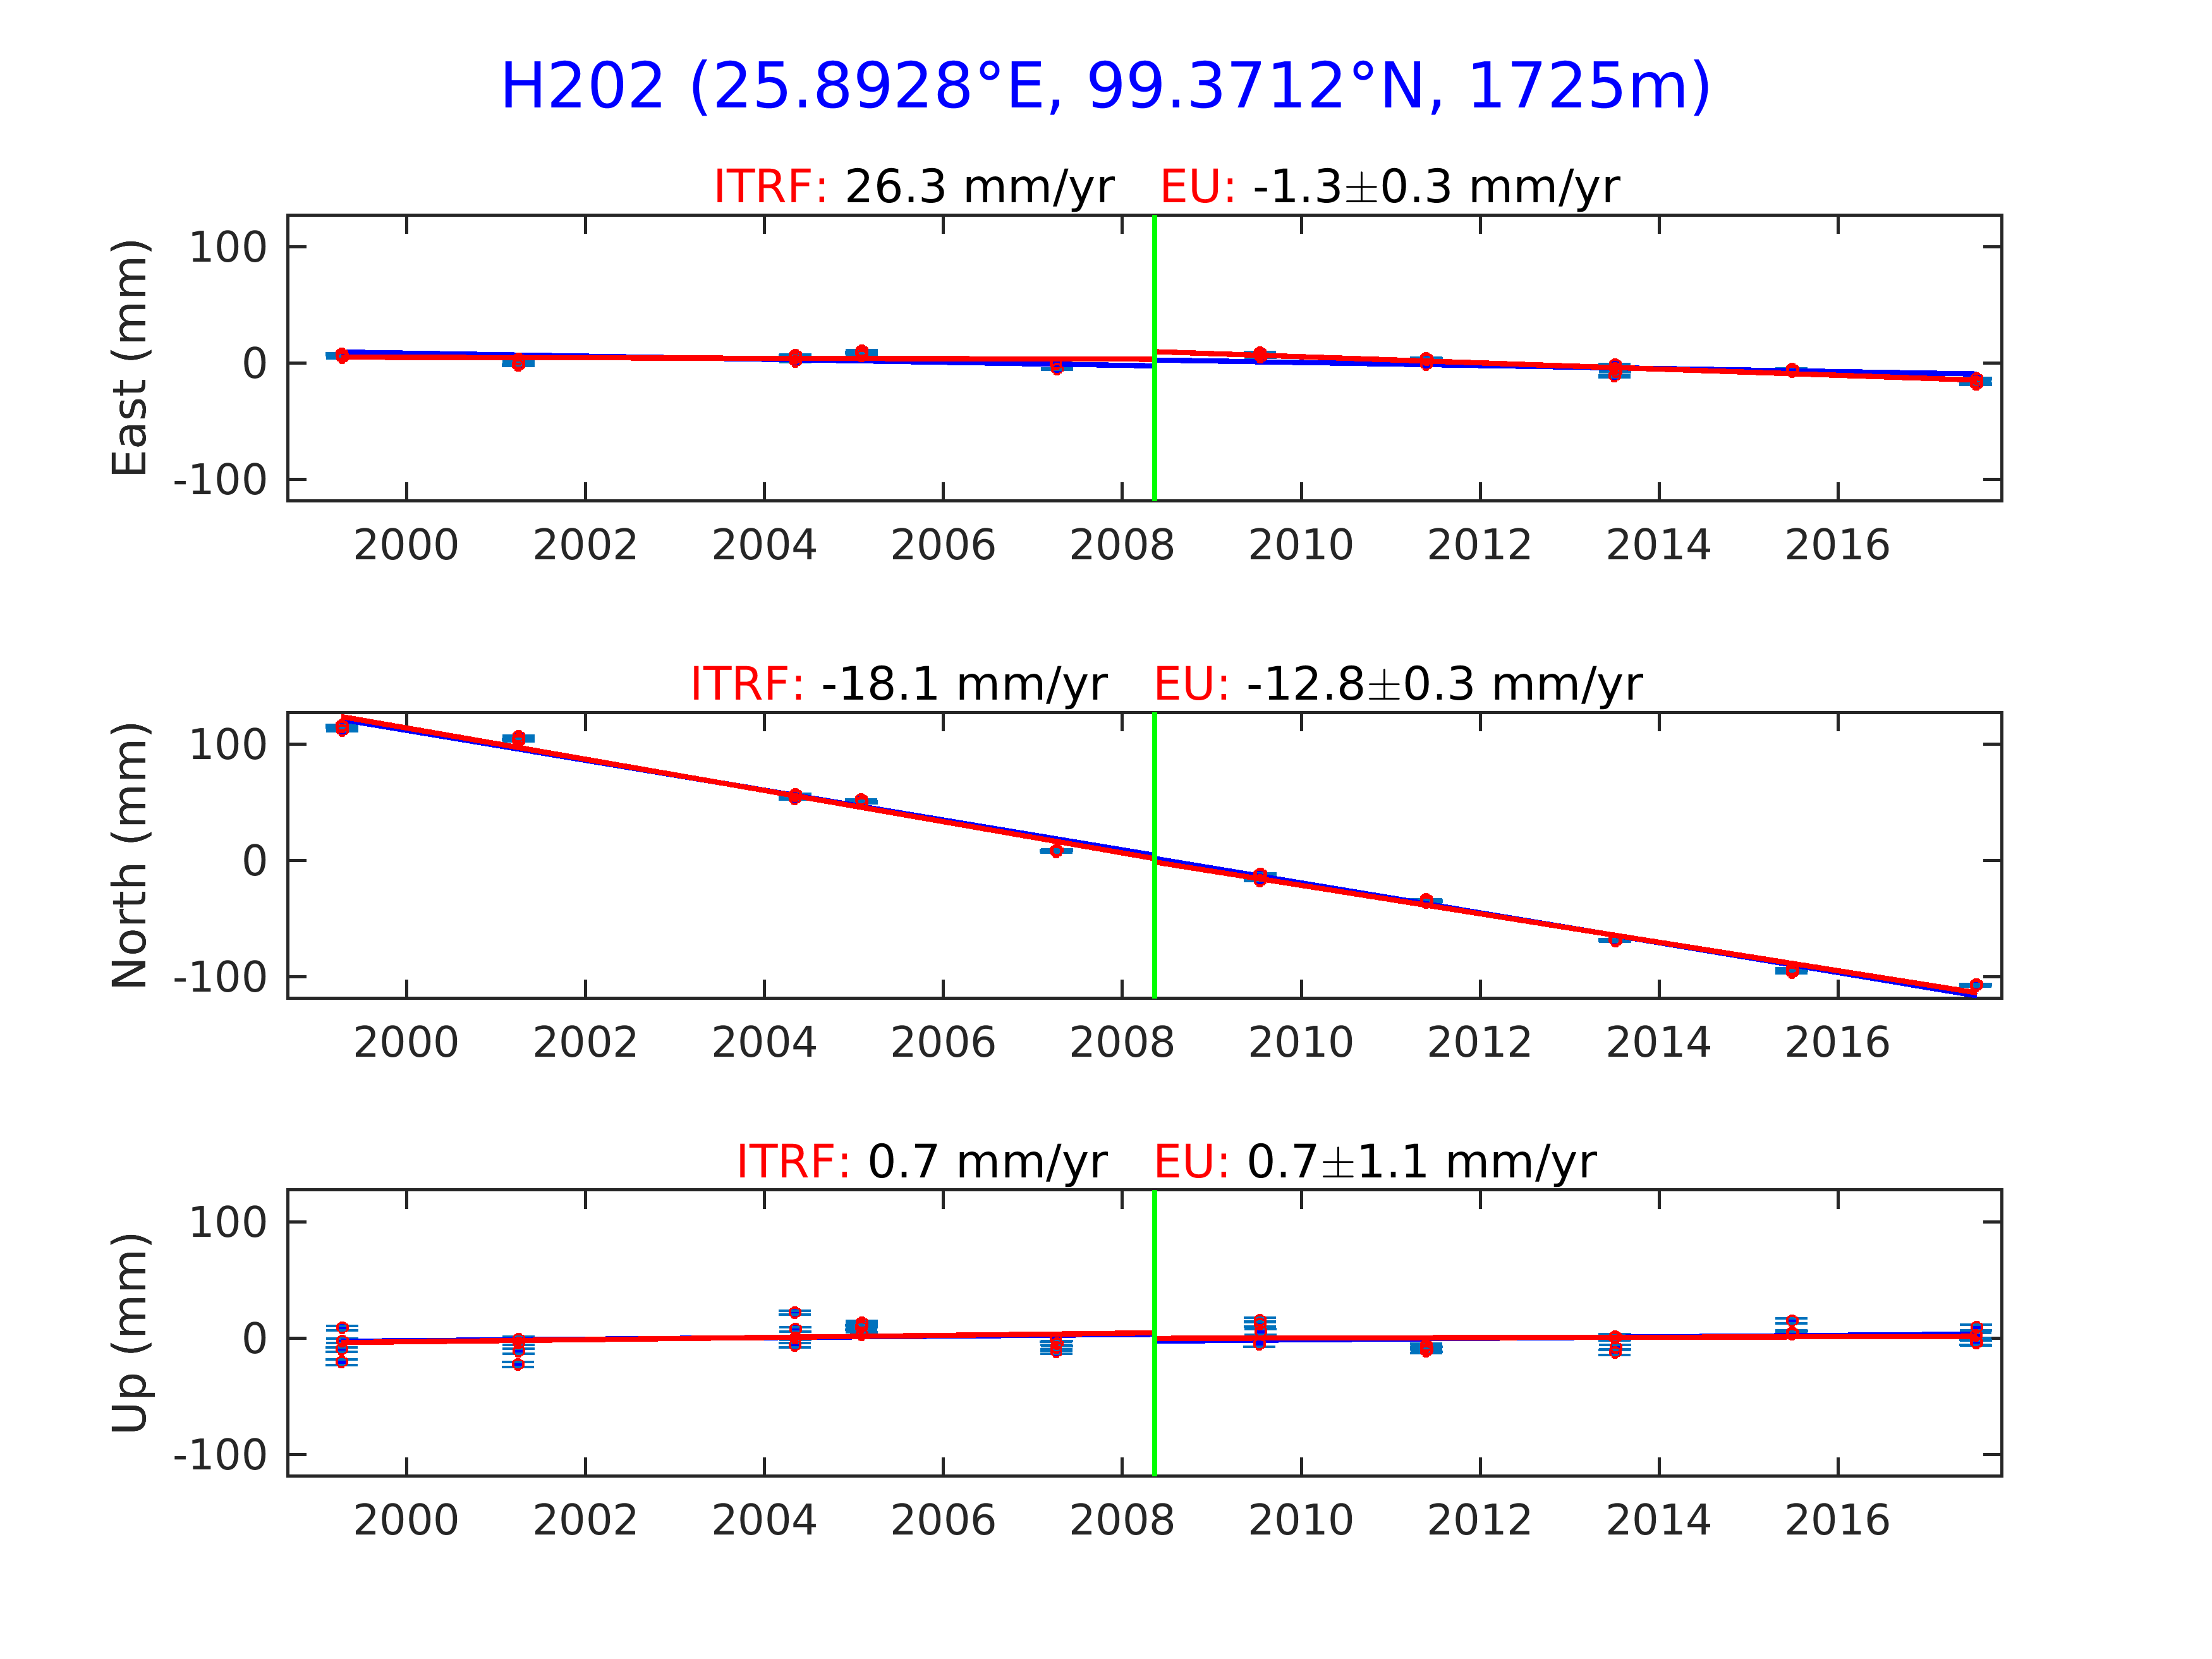 H202 (25.8928°E, 99.3712°N, 1725m)
ITRF: 26.3 mm/yr EU: -1.3±0.3 mm/yr
East (mm)
100
0
-100
2000 2002 2004 2006 2008 2010 2012 2014 2016
ITRF: -18.1 mm/yr EU: -12.8±0.3 mm/yr
North (mm)
100
0
-100
2000 2002 2004 2006 2008 2010 2012 2014 2016
ITRF: 0.7 mm/yr EU: 0.7±1.1 mm/yr
Up (mm)
100
0
-100
2000 2002 2004 2006 2008 2010 2012 2014 2016